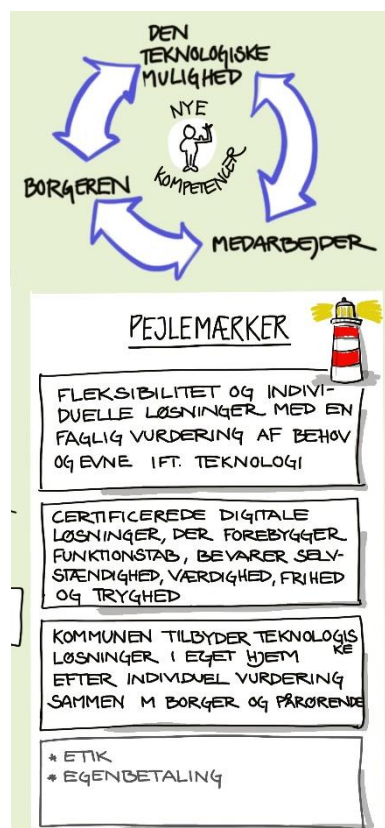 DEN
TEKNOLOGISKE
MULIGHED
NYE
KOMPETENCER
BORGEREN
MEDARBEJDER
PEJLEMÆRKER
FLEKSIBILITET OG INDIVI-
DUELLE LØSNINGER MED EN
FAGLIG VURDERING AF BEHOV
OG EVNE IFT. TEKNOLOGI
CERTIFICEREDE DIGITALE
LØSNINGER, DER FOREBYGGER
FUNKTIONSTAB, BEVARER SELV-
STÆNDIGHED, VÆRDIGHED, FRIHED
OG TRYGHED
KOMMUNEN TILBYDER TEKNOLOGIS
KE
LØSNINGER I EGET HJEM
EFTER INDIVIDUEL VURDERING
SAMMEN M BORGER OG PÅRØRENDE
* ETIK
* EGENBETALING